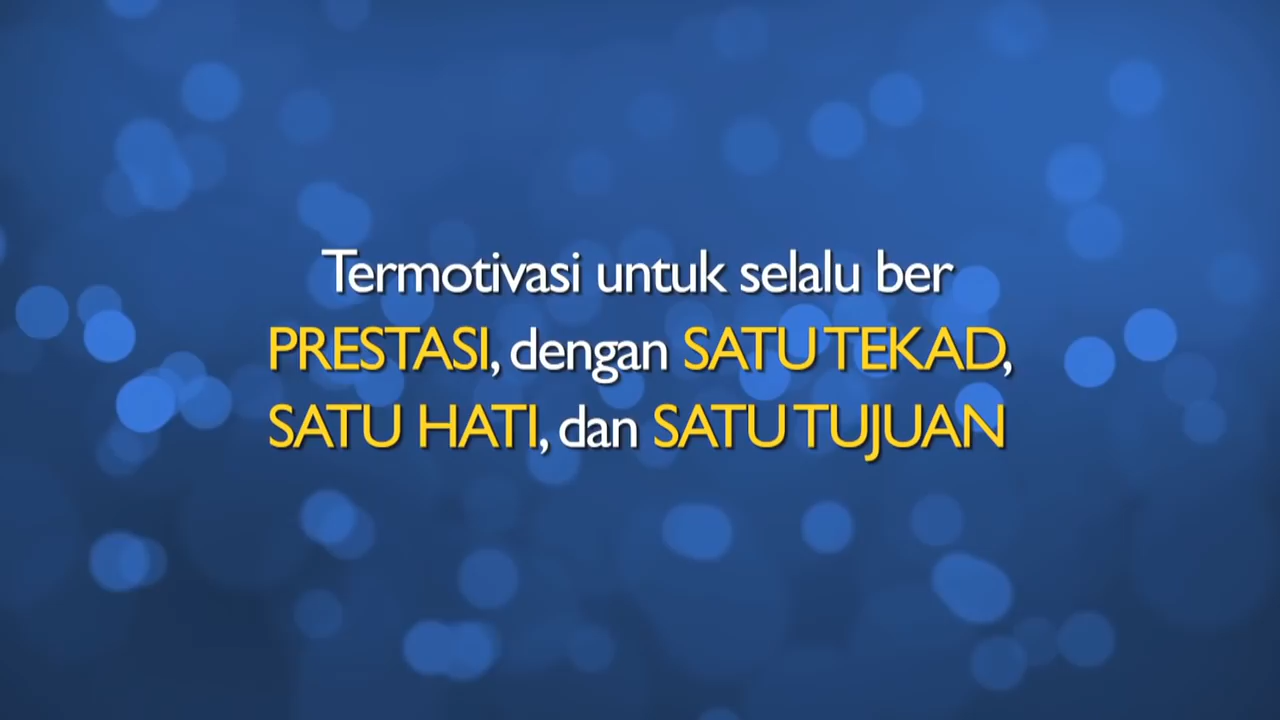 Termotivasi untuk selalu ber
PRESTASI, dengan SATU TEKAD,
SATU HATI, dan SATU TUJUAN